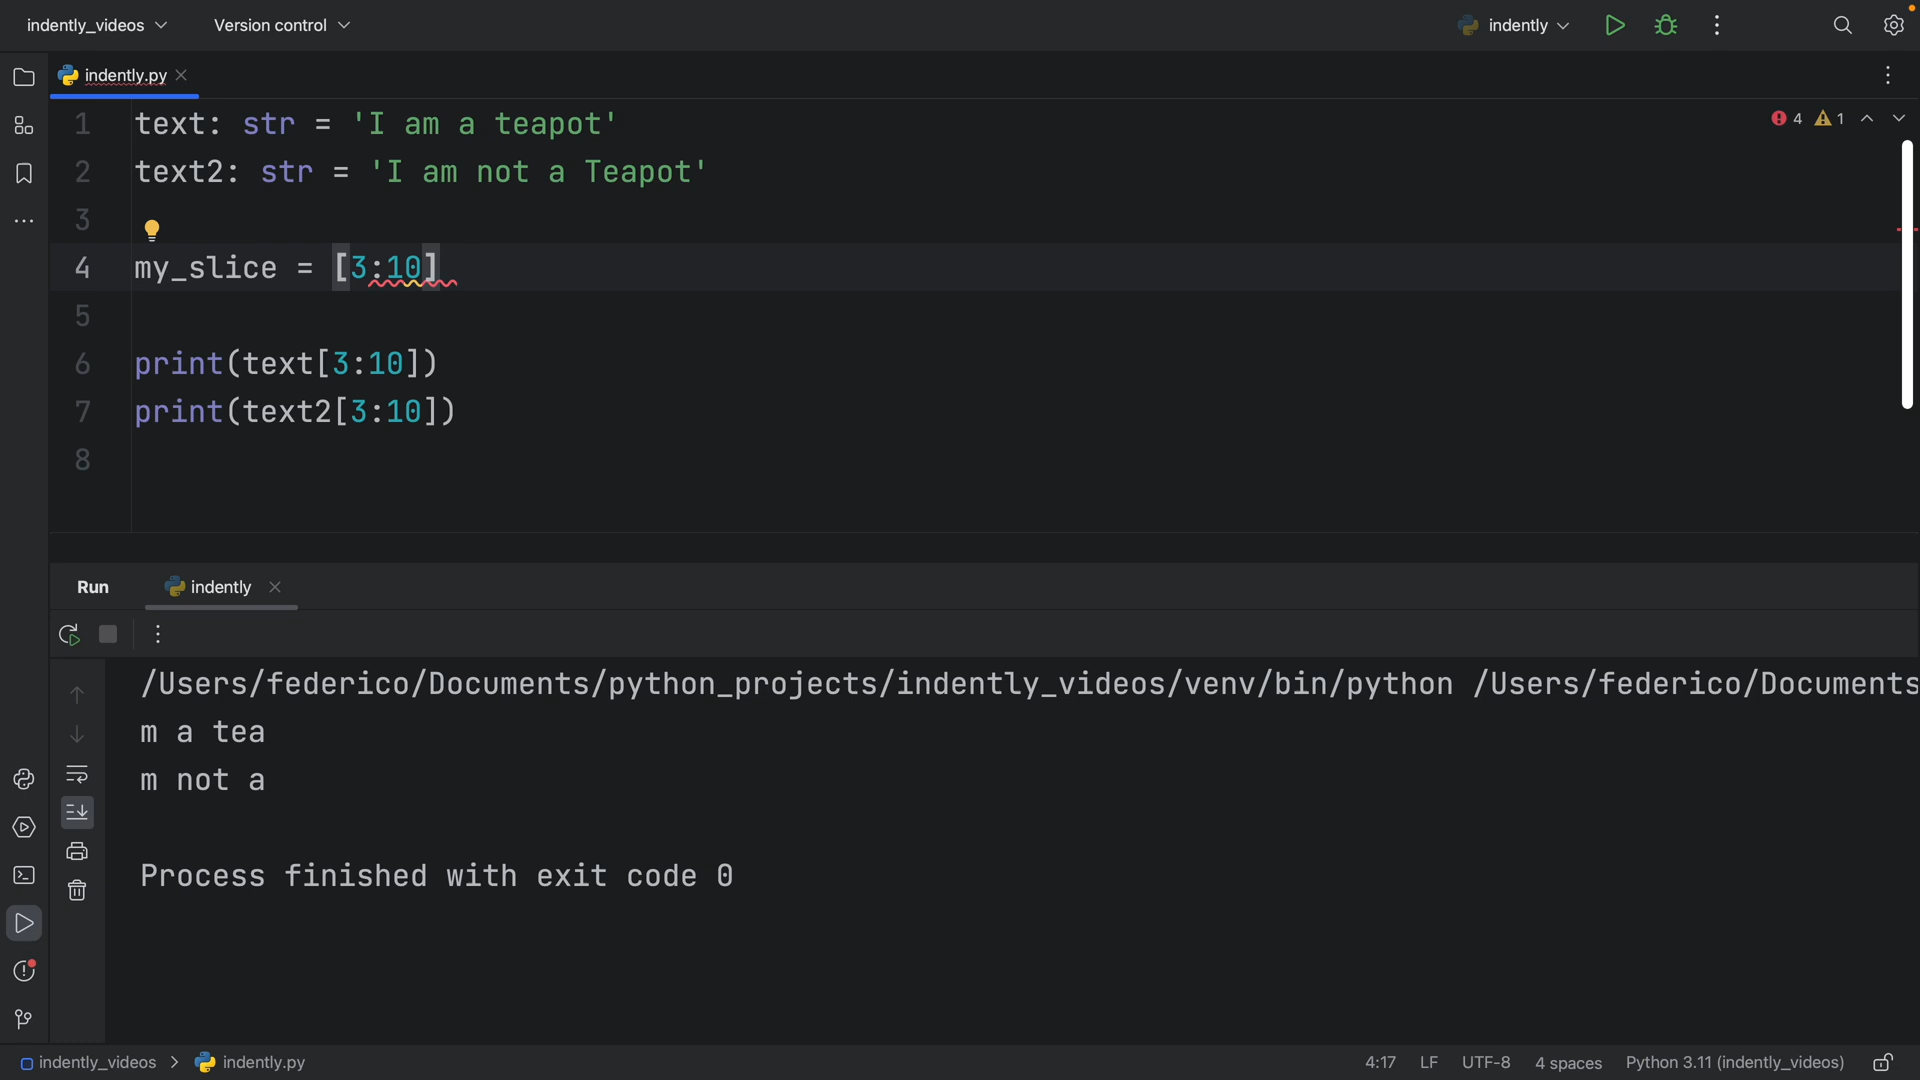 indently_videos Version control indently
indently.py
4 1
1 text: str = 'I am a teapot'
2 text2: str = 'I am not a Teapot'
3
4 my_slice = [3:10]
5
6 print(text[3:10])
7 print(text2[3:10])
8
Run indently
/Users/federico/Documents/python_projects/indently_videos/venv/bin/python /Users/federico/Documents
m a tea
m not a
Process finished with exit code 0
indently_videos > indently.py 4:17 LF UTF-8 4 spaces Python 3.11 (indently_videos)